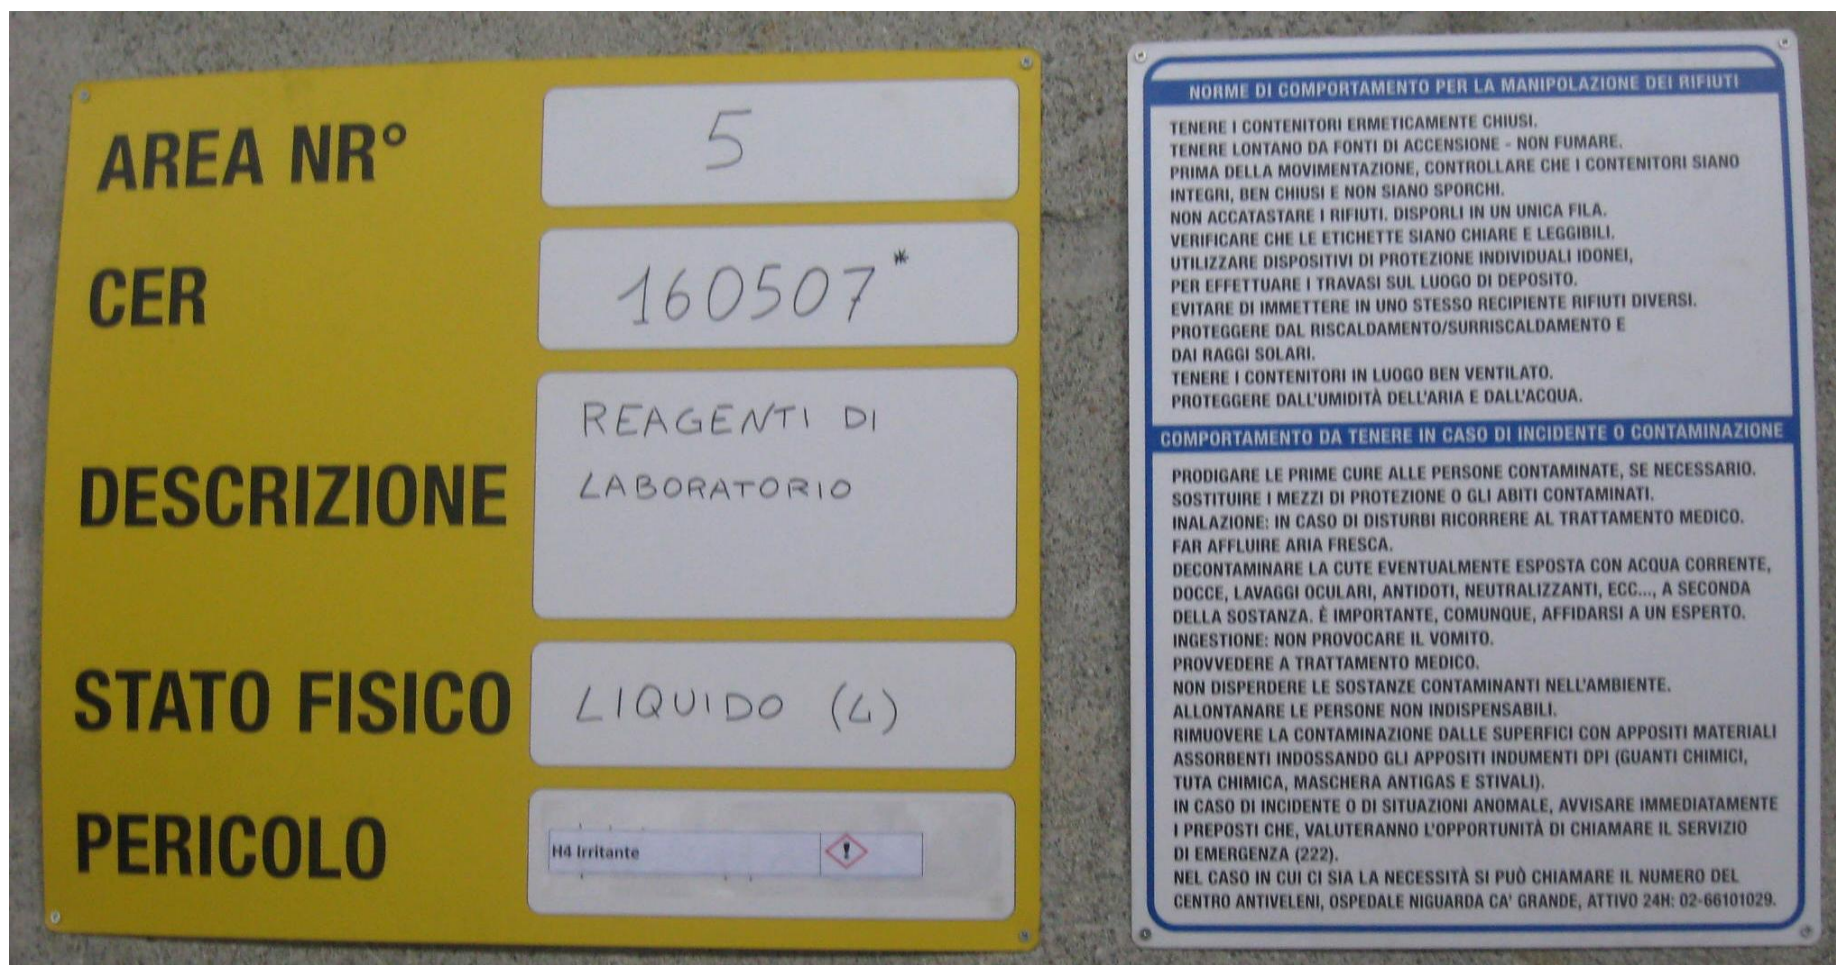 AREA NR°
5
CER
160507*
DESCRIZIONE
REAGENTI DI
LABORATORIO
STATO FISICO
LIQUIDO (4)
PERICOLO
H4 Irritante
NORME DI COMPORTAMENTO PER LA MANIPOLAZIONE DEI RIFIUTI
TENERE I CONTENITORI ERMETICAMENTE CHIUSI.
TENERE LONTANO DA FONTI DI ACCENSIONE - NON FUMARE.
PRIMA DELLA MOVIMENTAZIONE, CONTROLLARE CHE I CONTENITORI SIANO
INTEGRI, BEN CHIUSI E NON SIANO SPORCHI.
NON ACCATASTARE I RIFIUTI. DISPORLI IN UN UNICA FILA.
VERIFICARE CHE LE ETICHETTE SIANO CHIARE E LEGGIBILI.
UTILIZZARE DISPOSITIVI DI PROTEZIONE INDIVIDUALI IDONEI,
PER EFFETTUARE I TRAVASI SUL LUOGO DI DEPOSITO.
EVITARE DI IMMETTERE IN UNO STESSO RECIPIENTE RIFIUTI DIVERSI.
PROTEGGERE DAL RISCALDAMENTO/SURRISCALDAMENTO E
DAI RAGGI SOLARI.
TENERE I CONTENITORI IN LUOGO BEN VENTILATO.
PROTEGGERE DALL'UMIDITÀ DELL'ARIA E DALL'ACQUA.
COMPORTAMENTO DA TENERE IN CASO DI INCIDENTE O CONTAMINAZIONE
PRODIGARE LE PRIME CURE ALLE PERSONE CONTAMINATE, SE NECESSARIO.
SOSTITUIRE I MEZZI DI PROTEZIONE O GLI ABITI CONTAMINATI.
INALAZIONE: IN CASO DI DISTURBI RICORRERE AL TRATTAMENTO MEDICO.
FAR AFFLUIRE ARIA FRESCA.
DECONTAMINARE LA CUTE EVENTUALMENTE ESPOSTA CON ACQUA CORRENTE,
DOCCE, LAVAGGI OCULARI, ANTIDOTI, NEUTRALIZZANTI, ECC..., A SECONDA
DELLA SOSTANZA. È IMPORTANTE, COMUNQUE, AFFIDARSI A UN ESPERTO.
INGESTIONE: NON PROVOCARE IL VOMITO.
PROVVEDERE A TRATTAMENTO MEDICO.
NON DISPERDERE LE SOSTANZE CONTAMINANTI NELL'AMBIENTE.
ALLONTANARE LE PERSONE NON INDISPENSABILI.
RIMUOVERE LA CONTAMINAZIONE DALLE SUPERFICI CON APPOSITI MATERIALI
ASSORBENTI INDOSSANDO GLI APPOSITI INDUMENTI DPI (GUANTI CHIMICI,
TUTA CHIMICA, MASCHERA ANTIGAS E STIVALI).
IN CASO DI INCIDENTE O DI SITUAZIONI ANOMALE, AVVISARE IMMEDIATAMENTE
I PREPOSTI CHE, VALUTERANNO L'OPPORTUNITÀ DI CHIAMARE IL SERVIZIO
DI EMERGENZA (222).
NEL CASO IN CUI CI SIA LA NECESSITÀ SI PUÒ CHIAMARE IL NUMERO DEL
CENTRO ANTIVELENI, OSPEDALE NIGUARDA CA' GRANDE, ATTIVO 24H: 02-66101029.